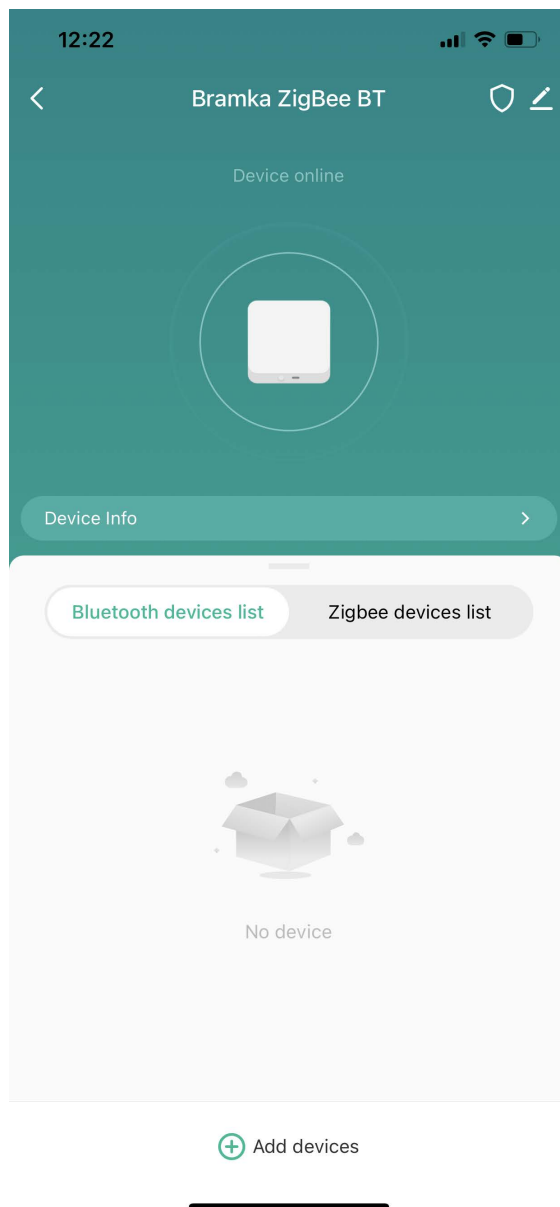 12:22
Bramka ZigBee BT
Device online
Device Info
Bluetooth devices list
Zigbee devices list
No device
Add devices